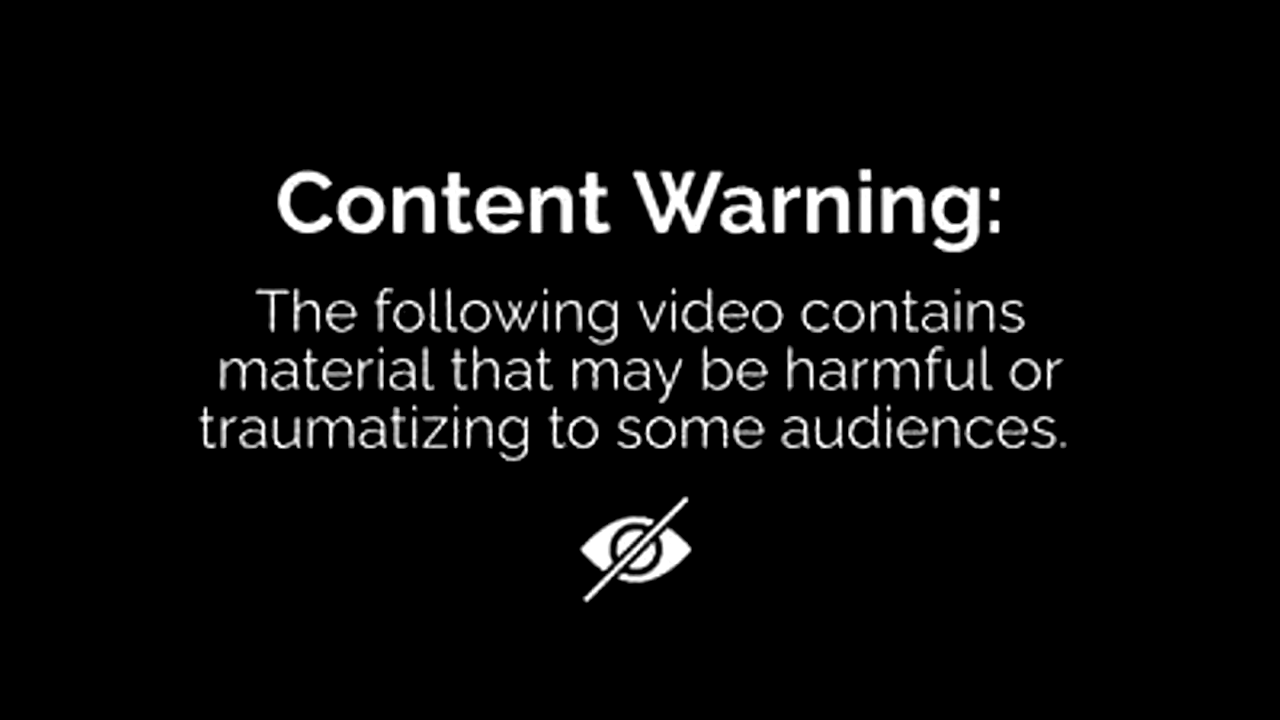 Content Warning:
The following video contains
material that may be harmful or
traumatizing to some audiences.